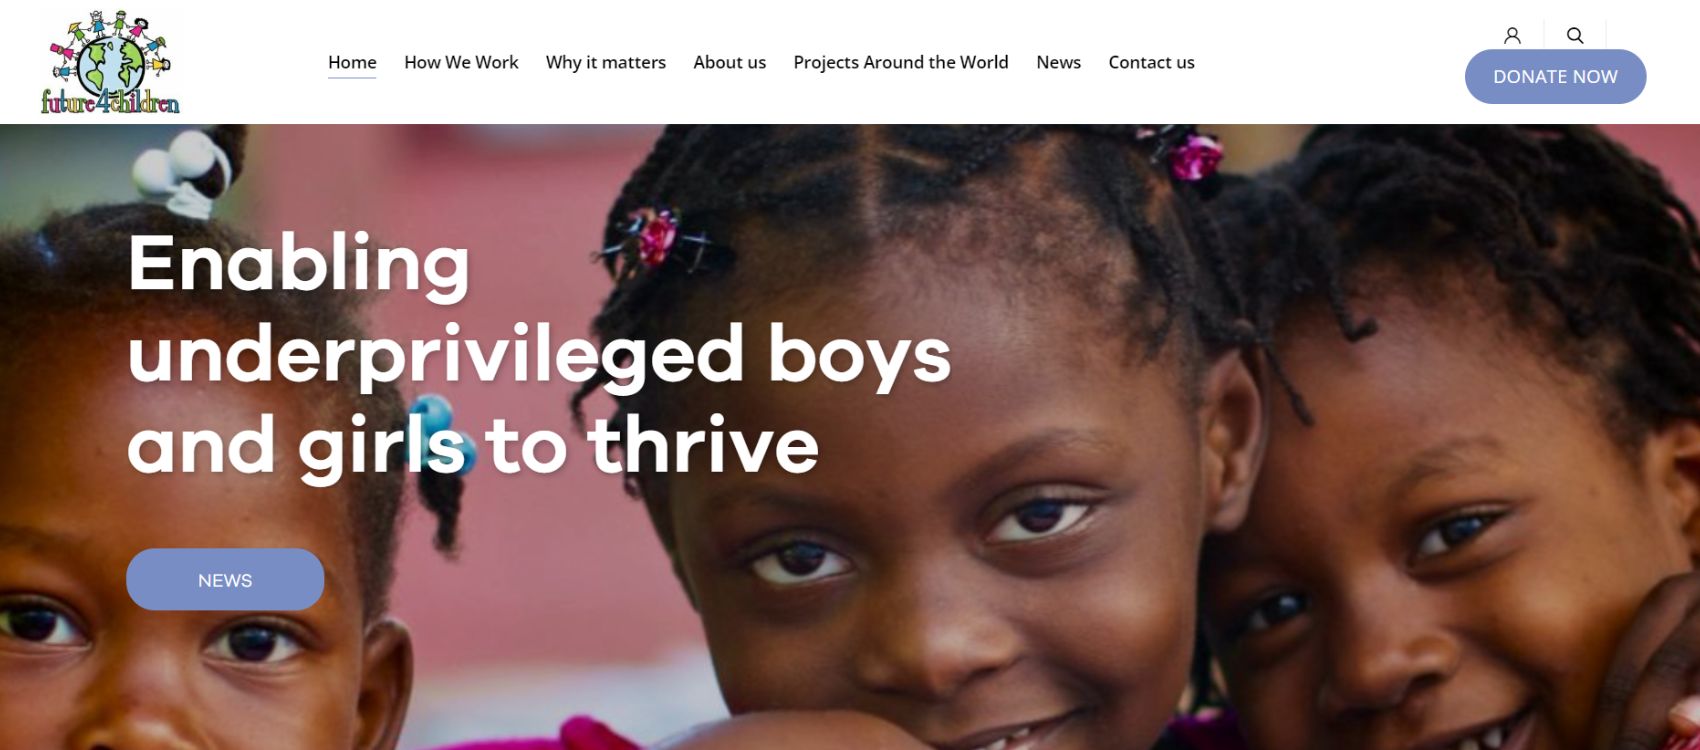 future4children
Home How We Work Why it matters About us Projects Around the World News Contact us
DONATE NOW
Enabling
underprivileged boys
and girls to thrive
NEWS